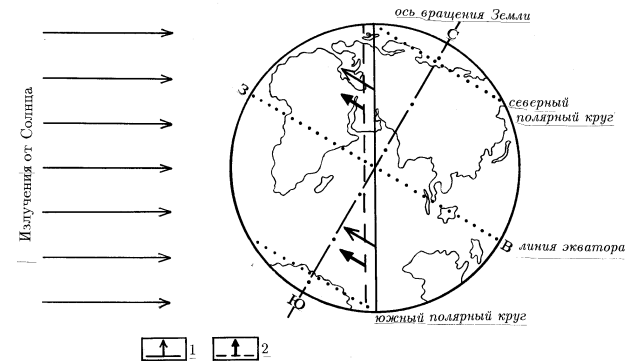 ось вращения Земли
С
З
Излучения от Солнца
северный
полярный круг
В
линия экватора
Ю
южный полярный круг
1
2